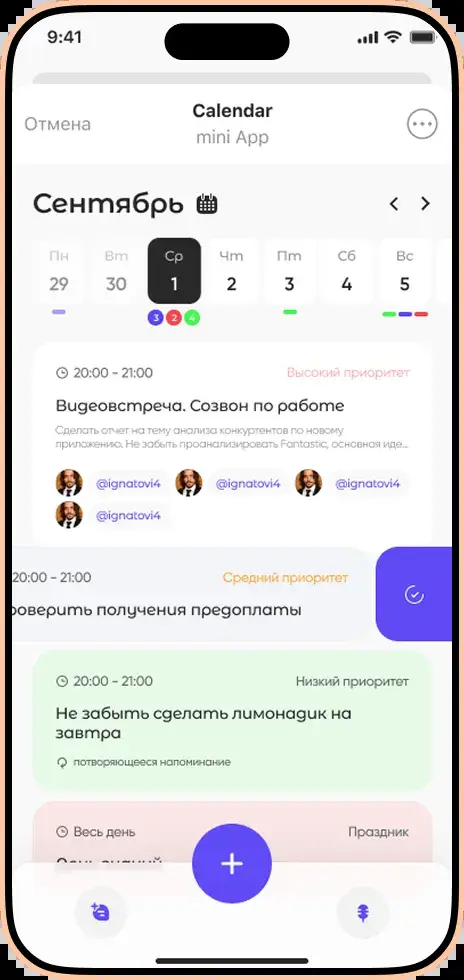 9:41
Отмена
Calendar
mini App
Сентябрь
Пн Вт Ср Чт Пт Сб Вс
29 30 1 2 3 4 5
3 2 4
20:00 - 21:00 Высокий приоритет
Видеовстреча. Созвон по работе
Сделать отчет на тему анализа конкуртентов по новому
приложению. Не забыть проанализировать Fantastic, основная иде...
@ignatovi4 @ignatovi4 @ignatovi4
@ignatovi4
20:00 - 21:00 Средний приоритет
роверить получения предоплаты
20:00 - 21:00 Низкий приоритет
Не забыть сделать лимонадик на
завтра
потворяющееся напоминание
Весь день Праздник
День знаний